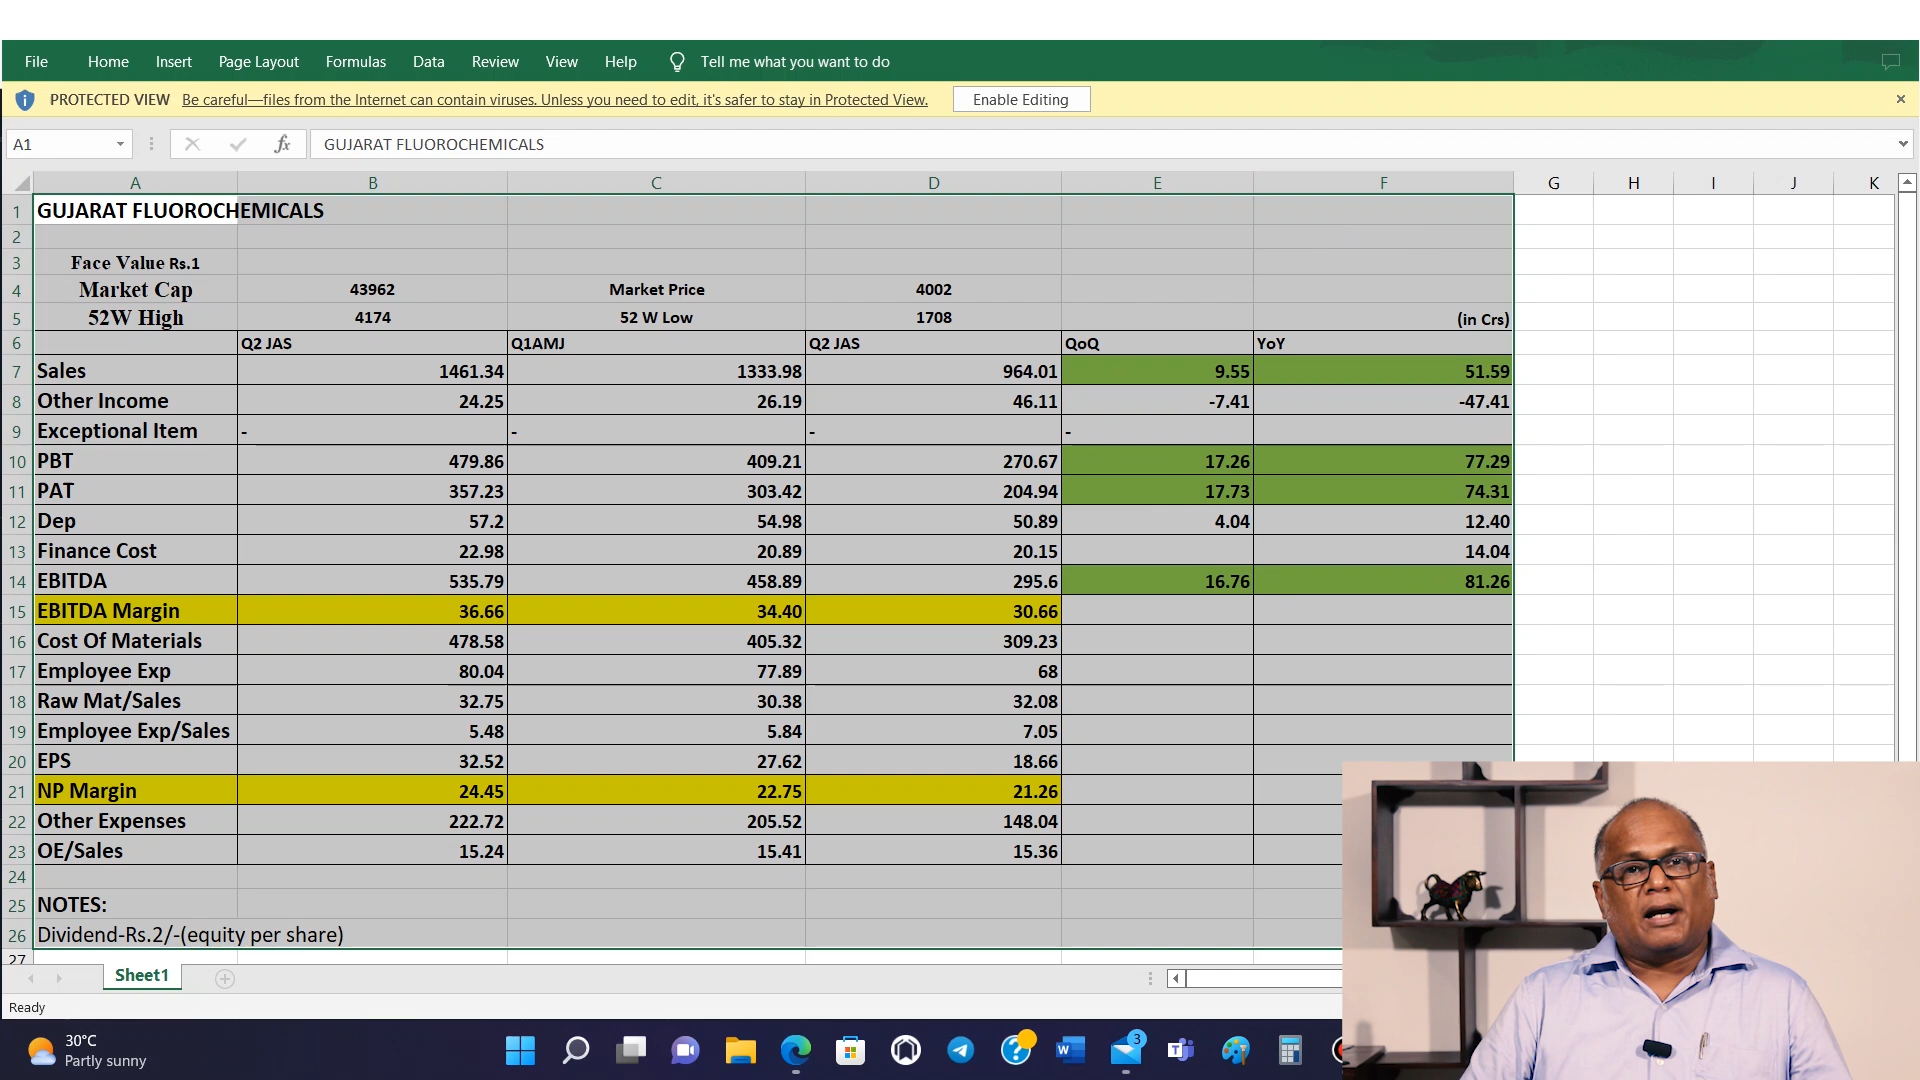 File Home Insert Page Layout Formulas Data Review View Help Tell me what you want to do
PROTECTED VIEW Be careful—files from the Internet can contain viruses. Unless you need to edit, it's safer to stay in Protected View. Enable Editing
A1 fx GUJARAT FLUOROCHEMICALS
A B C D E F G H I J K
1 GUJARAT FLUOROCHEMICALS
2
3 Face Value Rs.1
4 Market Cap 43962 Market Price 4002
5 52W High 4174 52 W Low 1708 (in Crs)
6 Q2 JAS Q1AMJ Q2 JAS QoQ YoY
7 Sales 1461.34 1333.98 964.01 9.55 51.59
8 Other Income 24.25 26.19 46.11 -7.41 -47.41
9 Exceptional Item - - - -
10 PBT 479.86 409.21 270.67 17.26 77.29
11 PAT 357.23 303.42 204.94 17.73 74.31
12 Dep 57.2 54.98 50.89 4.04 12.40
13 Finance Cost 22.98 20.89 20.15 14.04
14 EBITDA 535.79 458.89 295.6 16.76 81.26
15 EBITDA Margin 36.66 34.40 30.66
16 Cost Of Materials 478.58 405.32 309.23
17 Employee Exp 80.04 77.89 68
18 Raw Mat/Sales 32.75 30.38 32.08
19 Employee Exp/Sales 5.48 5.84 7.05
20 EPS 32.52 27.62 18.66
21 NP Margin 24.45 22.75 21.26
22 Other Expenses 222.72 205.52 148.04
23 OE/Sales 15.24 15.41 15.36
24
25 NOTES:
26 Dividend-Rs.2/-(equity per share)
27
Sheet1
Ready
30°C
Partly sunny
3